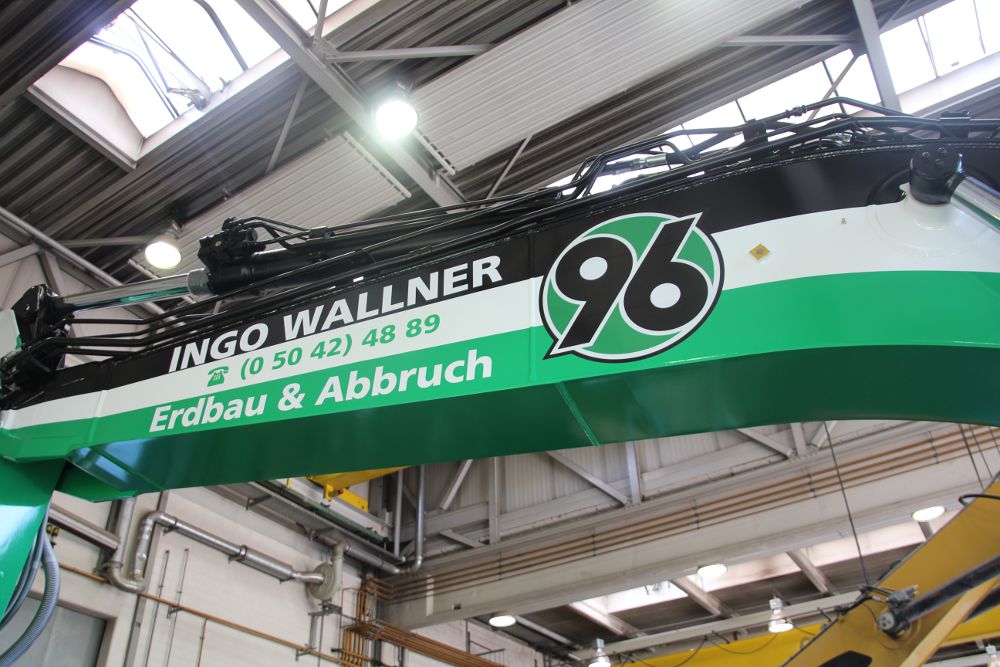 INGO WALLNER
☎ (0 50 42) 48 89
Erdbau & Abbruch
96